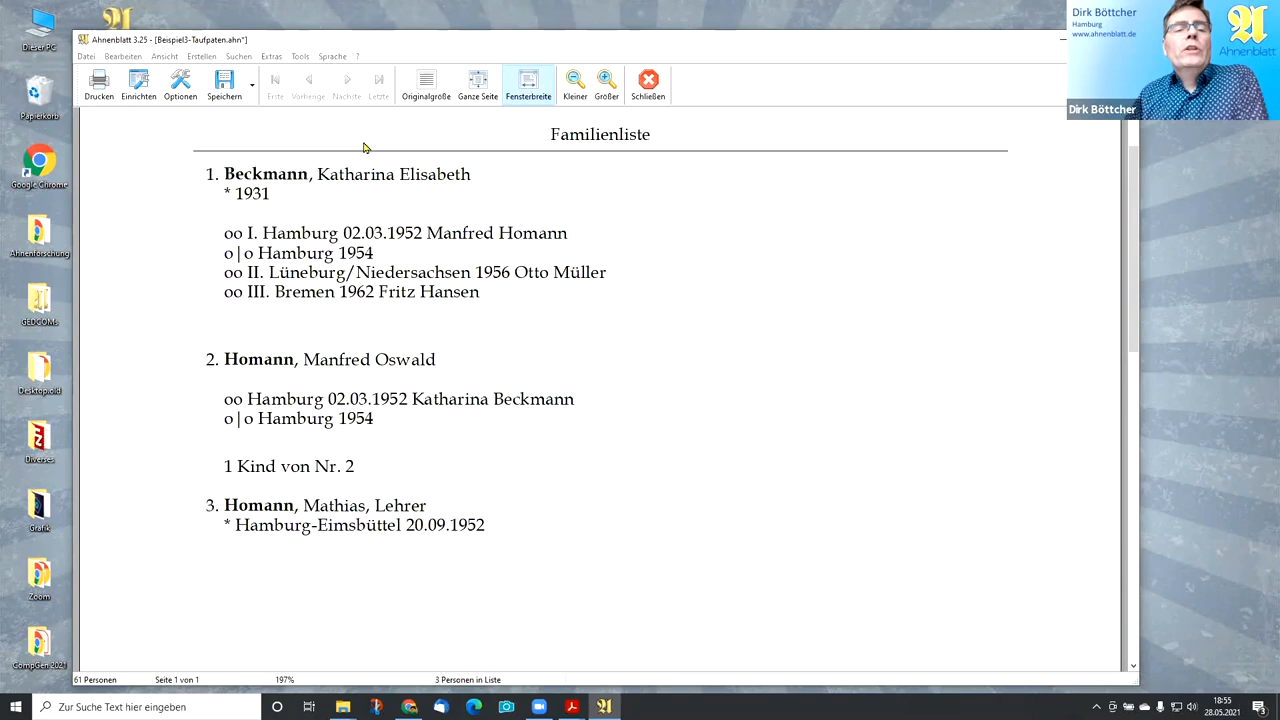 Dieser PC
Papierkorb
Google Chrome
Ahnenforschung
GEDCOMs
Desktop.old
Diverses
Grafik
Zoom
CompGen 2021
Ahnenblatt 3.25 - [Beispiel3-Taufpaten.ahn*]
Datei Bearbeiten Ansicht Erstellen Suchen Extras Tools Sprache ?
Drucken Einrichten Optionen Speichern Erste Vorherige Nächste Letzte Originalgröße Ganze Seite Fensterbreite Kleiner Größer Schließen
Familienliste
1. Beckmann, Katharina Elisabeth
* 1931
oo I. Hamburg 02.03.1952 Manfred Homann
o|o Hamburg 1954
oo II. Lüneburg/Niedersachsen 1956 Otto Müller
oo III. Bremen 1962 Fritz Hansen
2. Homann, Manfred Oswald
oo Hamburg 02.03.1952 Katharina Beckmann
o|o Hamburg 1954
1 Kind von Nr. 2
3. Homann, Mathias, Lehrer
* Hamburg-Eimsbüttel 20.09.1952
61 Personen Seite 1 von 1 197% 3 Personen in Liste
Dirk Böttcher
Hamburg
www.ahnenblatt.de
Ahnenblatt
Dirk Böttcher
Zur Suche Text hier eingeben
18:55
28.05.2021